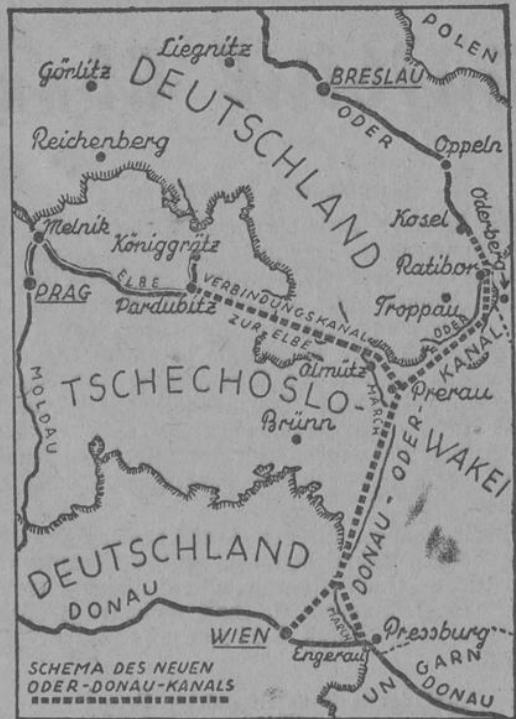 POLEN
Liegnitz
Görlitz
DEUTSCHLAND
BRESLAU
ODER
Reichenberg
Oppeln
Oderberg
Kosel
Melnik
Königgrätz
Ratibor
PRAG
ELBE
Pardubitz
VERBINDUNGSKANAL
ZUR ELBE
Troppau
ODER
Olmütz
MARCH
Prerau
MOLDAU
TSCHECHOSLO-
WAKEI
Brünn
DONAU-ODER-KANAL
DEUTSCHLAND
DONAU
WIEN
MARCH
Engerau
Pressburg
UNGARN
DONAU
SCHEMA DES NEUEN
ODER-DONAU-KANALS